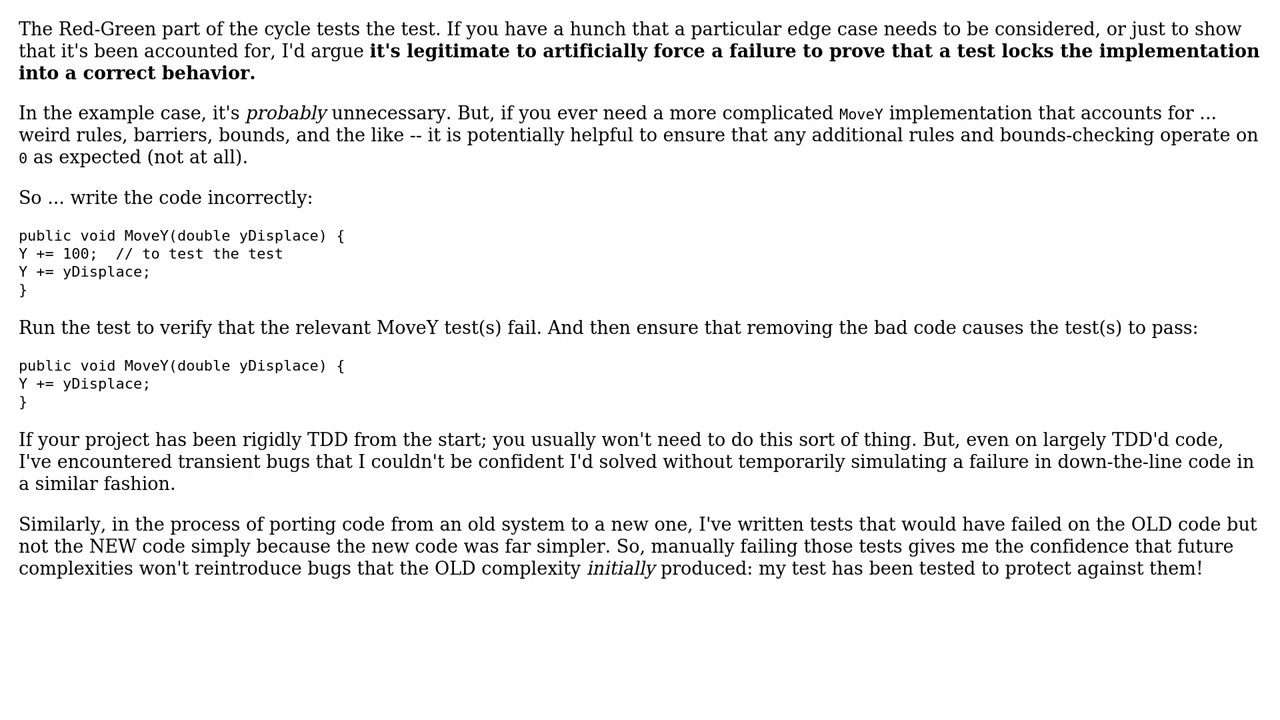 The Red-Green part of the cycle tests the test. If you have a hunch that a particular edge case needs to be considered, or just to show
that it's been accounted for, I'd argue it's legitimate to artificially force a failure to prove that a test locks the implementation
into a correct behavior.
In the example case, it's probably unnecessary. But, if you ever need a more complicated MoveY implementation that accounts for ...
weird rules, barriers, bounds, and the like -- it is potentially helpful to ensure that any additional rules and bounds-checking operate on
0 as expected (not at all).
So ... write the code incorrectly:
public void MoveY(double yDisplace) {
Y += 100;  // to test the test
Y += yDisplace;
}
Run the test to verify that the relevant MoveY test(s) fail. And then ensure that removing the bad code causes the test(s) to pass:
public void MoveY(double yDisplace) {
Y += yDisplace;
}
If your project has been rigidly TDD from the start; you usually won't need to do this sort of thing. But, even on largely TDD'd code,
I've encountered transient bugs that I couldn't be confident I'd solved without temporarily simulating a failure in down-the-line code in
a similar fashion.
Similarly, in the process of porting code from an old system to a new one, I've written tests that would have failed on the OLD code but
not the NEW code simply because the new code was far simpler. So, manually failing those tests gives me the confidence that future
complexities won't reintroduce bugs that the OLD complexity initially produced: my test has been tested to protect against them!